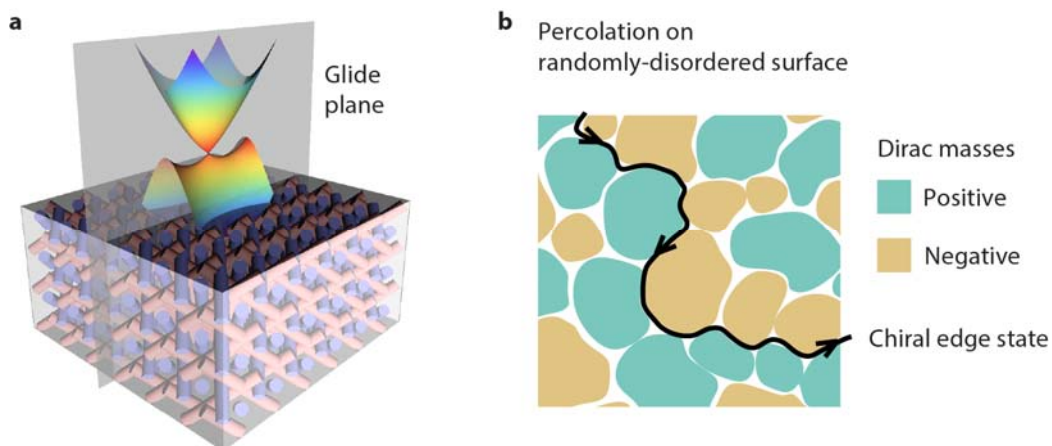 a
Glide
plane
b
Percolation on
randomly-disordered surface
Dirac masses
Positive
Negative
Chiral edge state